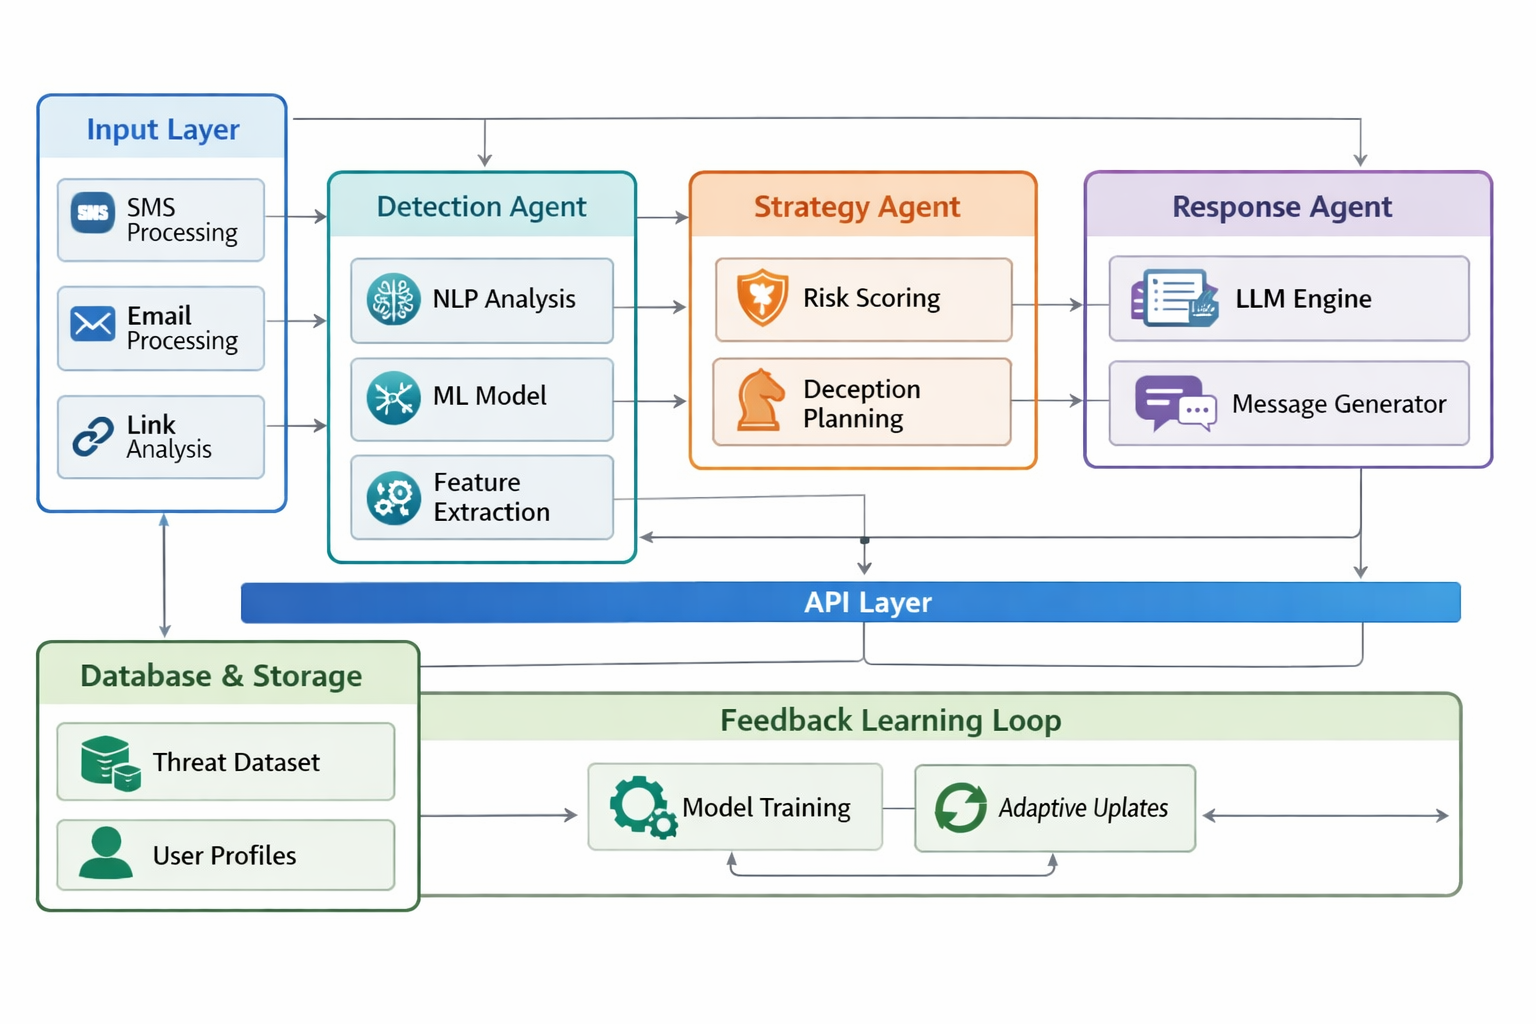 Input Layer
SMS
SMS
Processing
Email
Processing
Link
Analysis
Detection Agent
NLP Analysis
ML Model
Feature
Extraction
Strategy Agent
Risk Scoring
Deception
Planning
Response Agent
LLM Engine
Message Generator
API Layer
Database & Storage
Threat Dataset
User Profiles
Feedback Learning Loop
Model Training
Adaptive Uplates